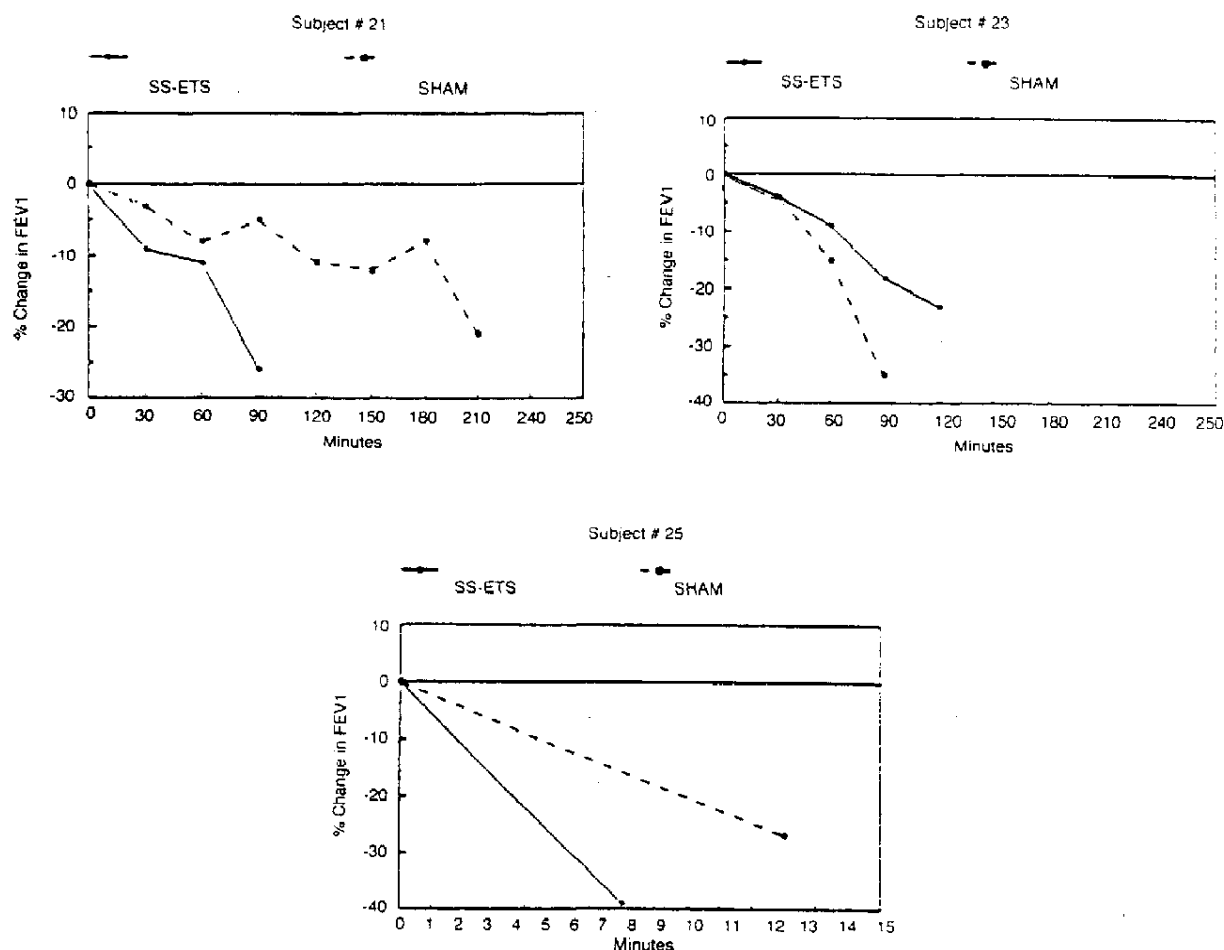 Subject # 21
SS-ETS SHAM
10
0
-10
-20
-30
% Change in FEV1
0 30 60 90 120 150 180 210 240 250
Minutes
Subject # 23
SS-ETS SHAM
10
0
-10
-20
-30
-40
% Change in FEV1
0 30 60 90 120 150 180 210 240 250
Minutes
Subject # 25
SS-ETS SHAM
10
0
-10
-20
-30
-40
% Change in FEV1
0 1 2 3 4 5 6 7 8 9 10 11 12 13 14 15
Minutes